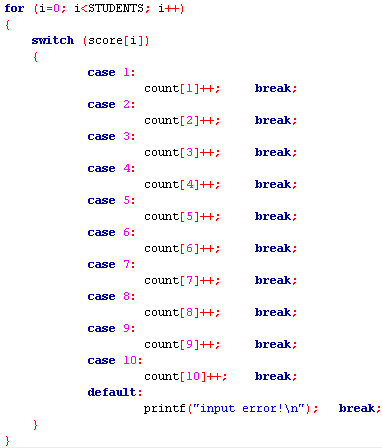 for (i=0; i<STUDENTS; i++)
{
switch (score[i])
{
case 1:
count[1]++; break;
case 2:
count[2]++; break;
case 3:
count[3]++; break;
case 4:
count[4]++; break;
case 5:
count[5]++; break;
case 6:
count[6]++; break;
case 7:
count[7]++; break;
case 8:
count[8]++; break;
case 9:
count[9]++; break;
case 10:
count[10]++; break;
default:
printf("input error!\n"); break;
}
}